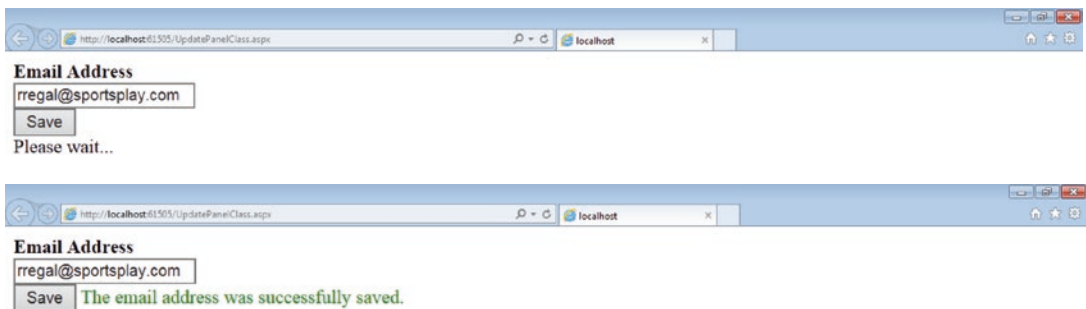 http://localhost:61505/UpdatePanelClass.aspx
localhost
Email Address
rregal@sportsplay.com
Save
Please wait...
http://localhost:61505/UpdatePanelClass.aspx
localhost
Email Address
rregal@sportsplay.com
Save The email address was successfully saved.